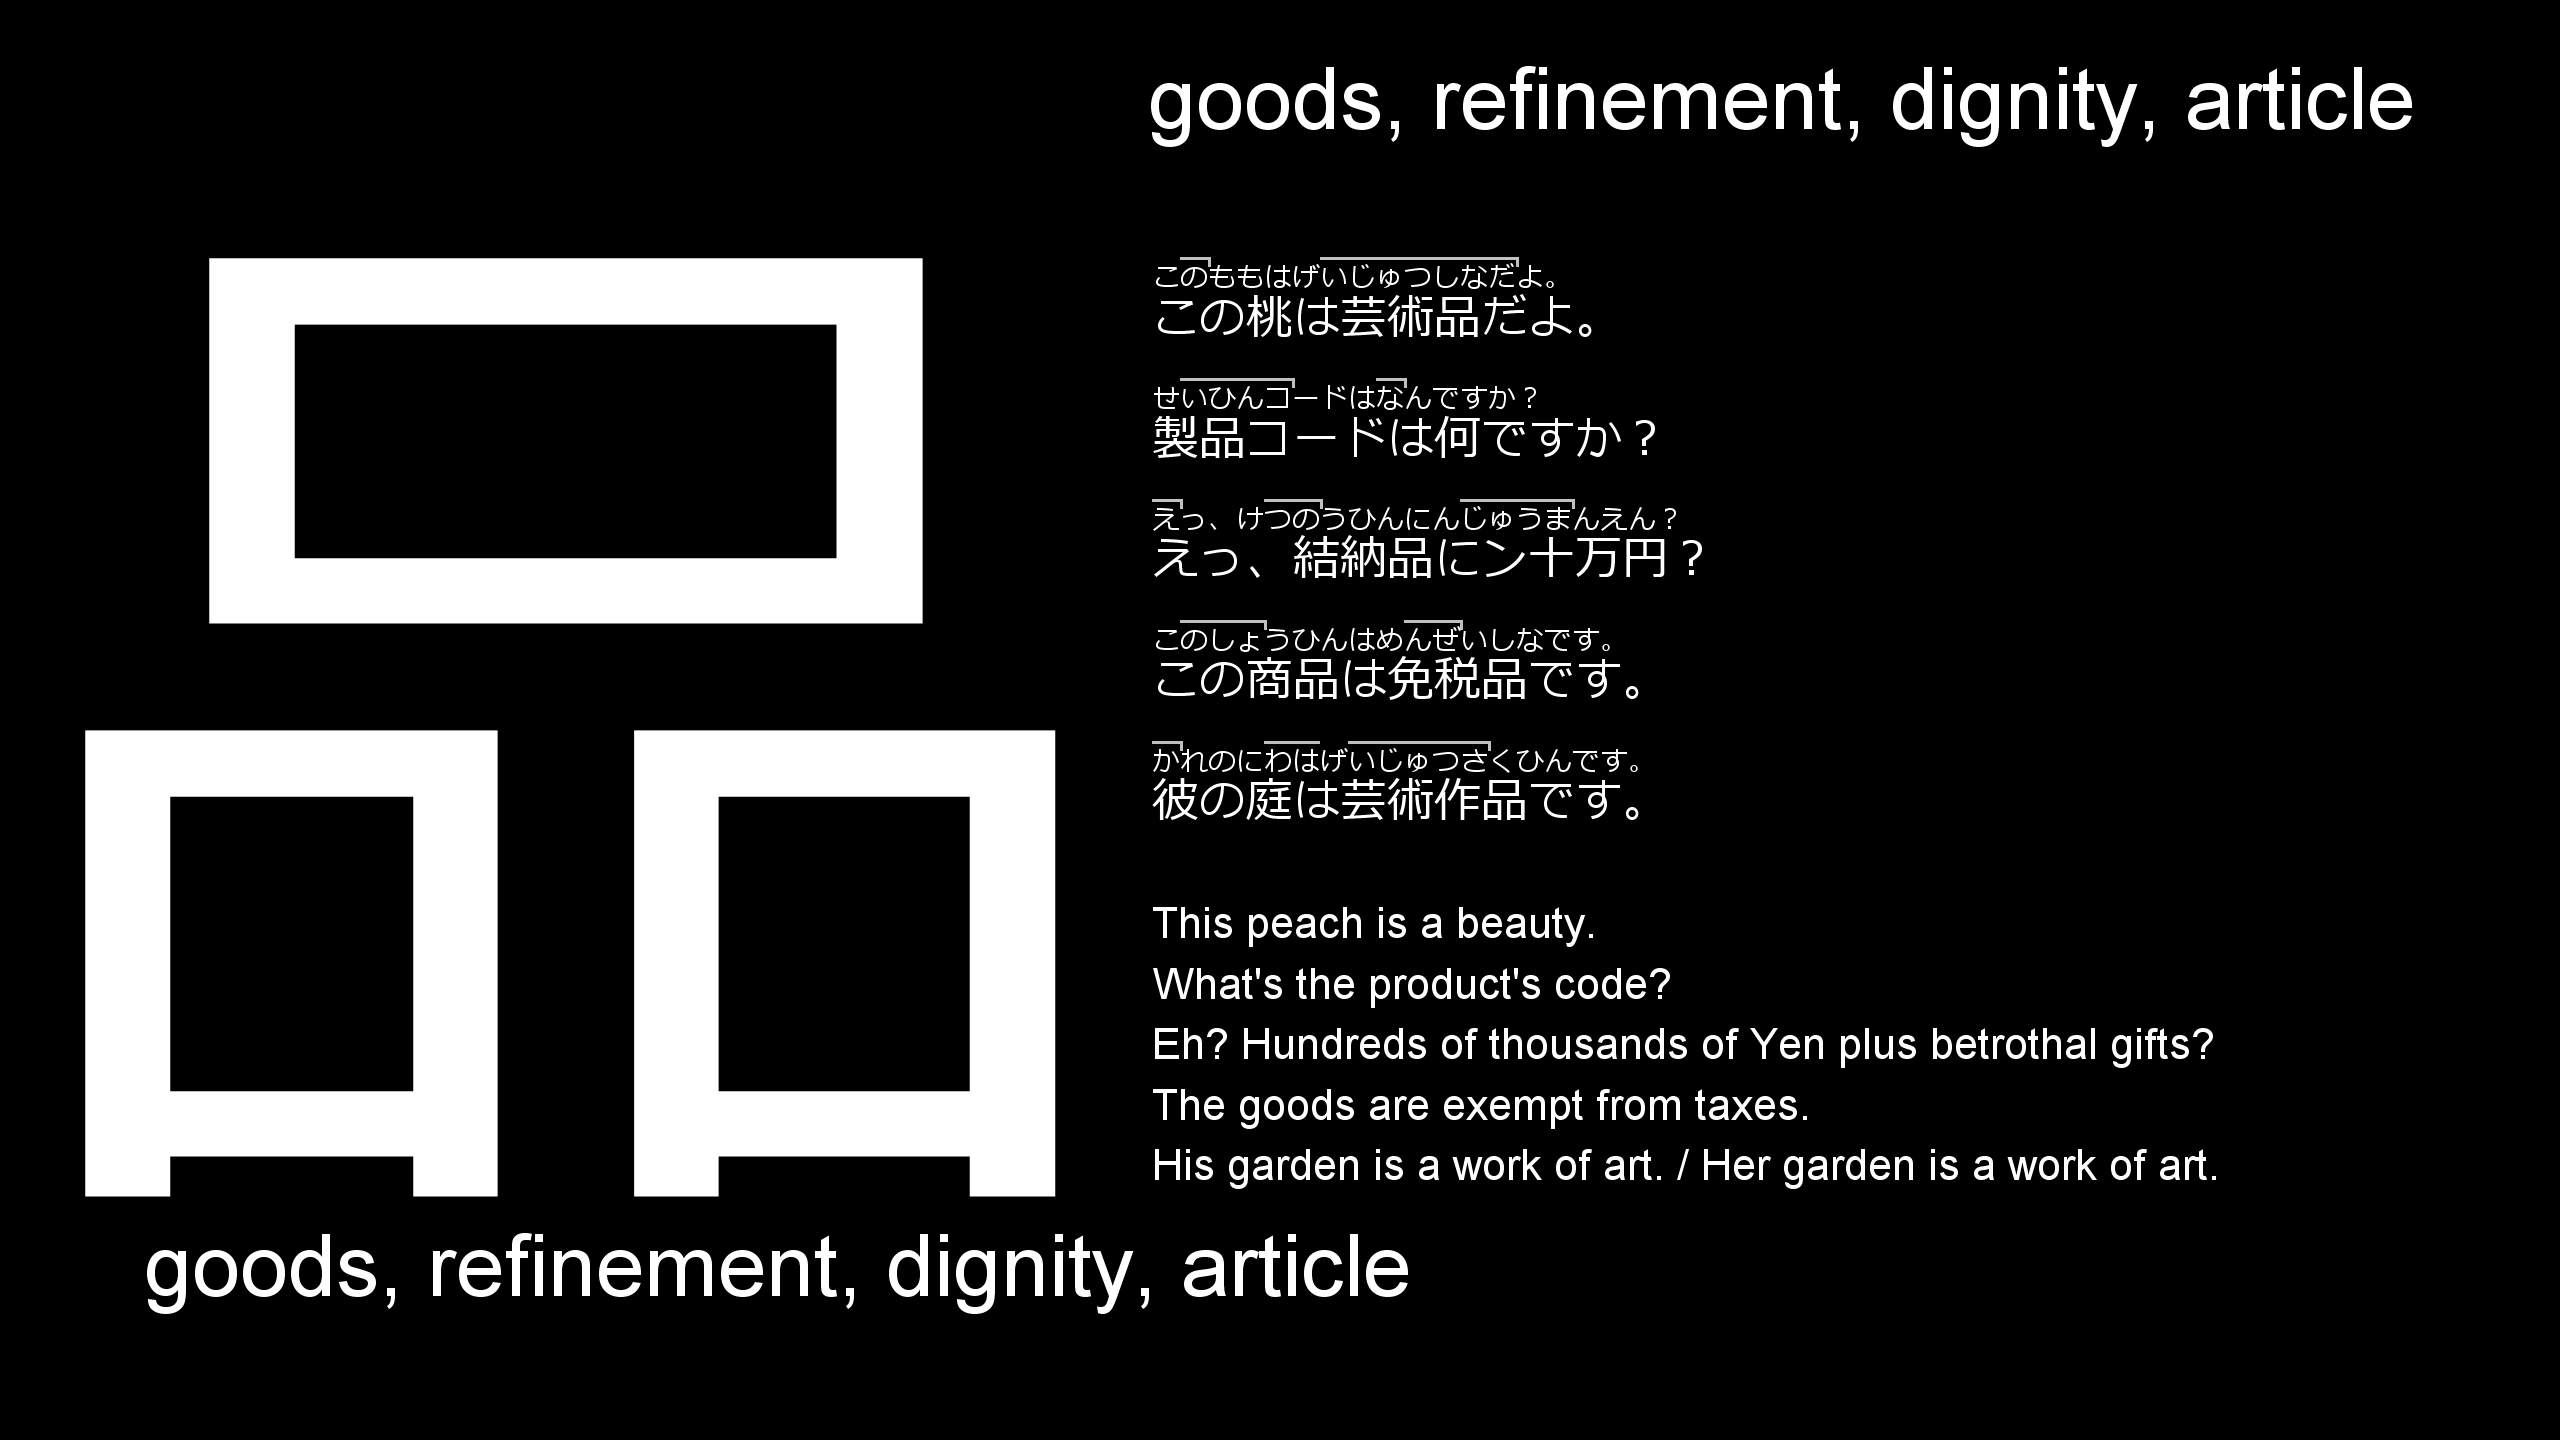 goods, refinement, dignity, article
品
このももはげいじゅつしなだよ。
この桃は芸術品だよ。
せいひんコードはなんですか？
製品コードは何ですか？
えっ、けつのうひんにんじゅうまんえん？
えっ、結納品にン十万円？
このしょうひんはめんぜいしなです。
この商品は免税品です。
かれのにわはげいじゅつさくひんです。
彼の庭は芸術作品です。
This peach is a beauty.
What's the product's code?
Eh? Hundreds of thousands of Yen plus betrothal gifts?
The goods are exempt from taxes.
His garden is a work of art. / Her garden is a work of art.
goods, refinement, dignity, article